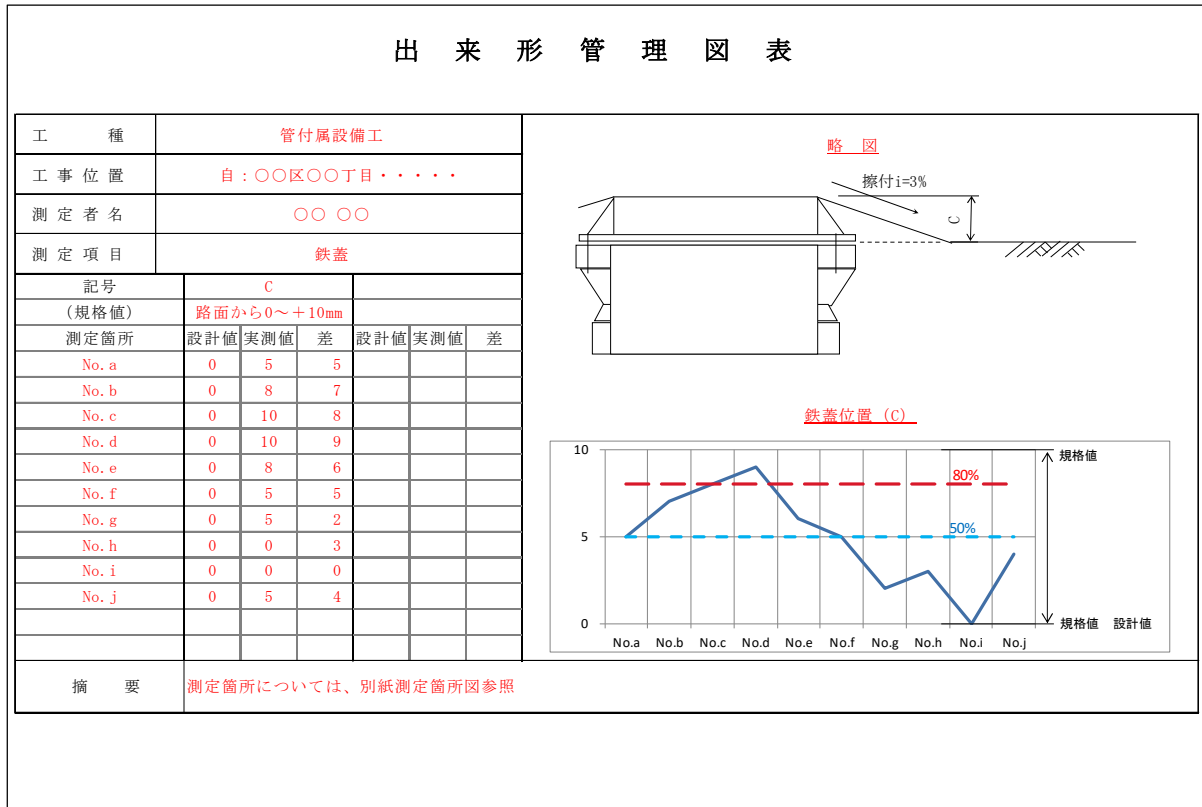 出来形管理図表
工種 管付属設備工
工事位置 自：○○区○○丁目・・・・・
測定者名 ○○ ○○
測定項目 鉄蓋
記号 C
(規格値) 路面から0～＋10mm
測定箇所 設計値 実測値 差 設計値 実測値 差
No.a 0 5 5
No.b 0 8 7
No.c 0 10 8
No.d 0 10 9
No.e 0 8 6
No.f 0 5 5
No.g 0 5 2
No.h 0 0 3
No.i 0 0 0
No.j 0 5 4
略 図
擦付i=3%
C
鉄蓋位置（C）
10
規格値
80%
5
50%
0
規格値 設計値
No.a No.b No.c No.d No.e No.f No.g No.h No.i No.j
摘要 測定箇所については、別紙測定箇所図参照